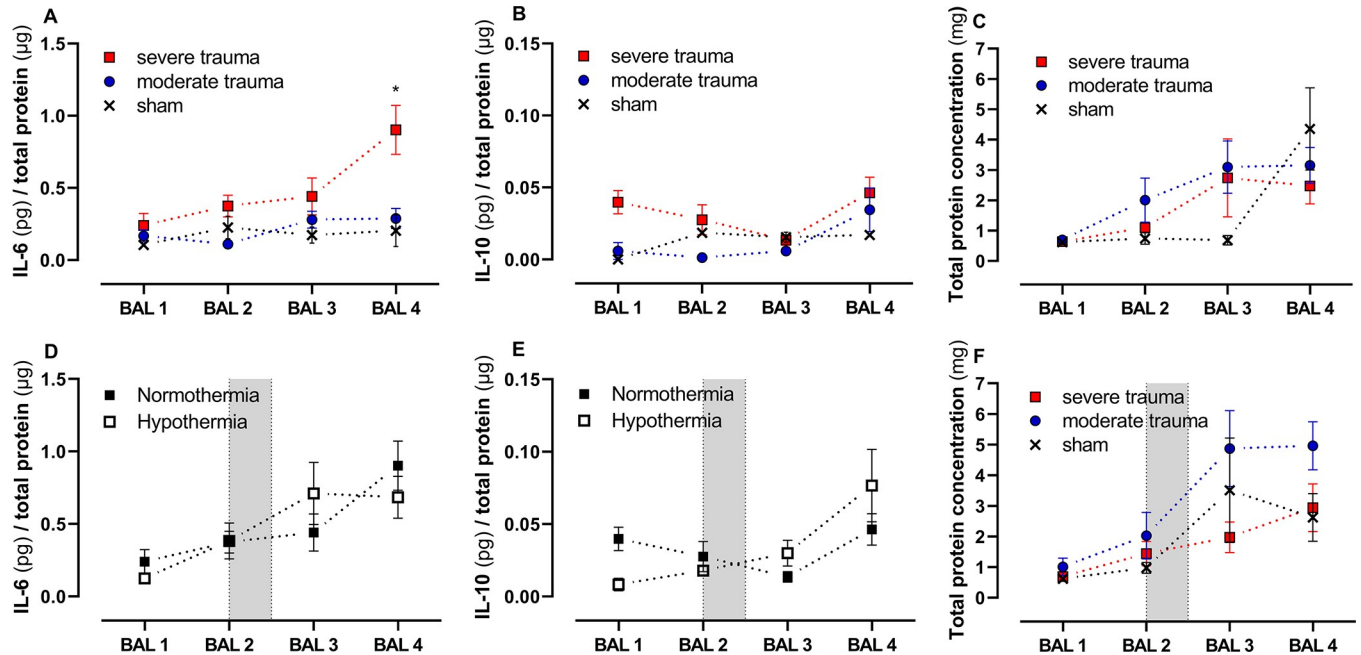 A
IL-6 (pg) / total protein (µg)
1.5
1.0
0.5
0.0
severe trauma
moderate trauma
sham
*
BAL 1 BAL 2 BAL 3 BAL 4
B
IL-10 (pg) / total protein (µg)
0.15
0.10
0.05
0.00
severe trauma
moderate trauma
sham
BAL 1 BAL 2 BAL 3 BAL 4
C
Total protein concentration (mg)
7
6
5
4
3
2
1
0
severe trauma
moderate trauma
sham
BAL 1 BAL 2 BAL 3 BAL 4
D
IL-6 (pg) / total protein (µg)
1.5
1.0
0.5
0.0
Normothermia
Hypothermia
BAL 1 BAL 2 BAL 3 BAL 4
E
IL-10 (pg) / total protein (µg)
0.15
0.10
0.05
0.00
Normothermia
Hypothermia
BAL 1 BAL 2 BAL 3 BAL 4
F
Total protein concentration (mg)
7
6
5
4
3
2
1
0
severe trauma
moderate trauma
sham
BAL 1 BAL 2 BAL 3 BAL 4